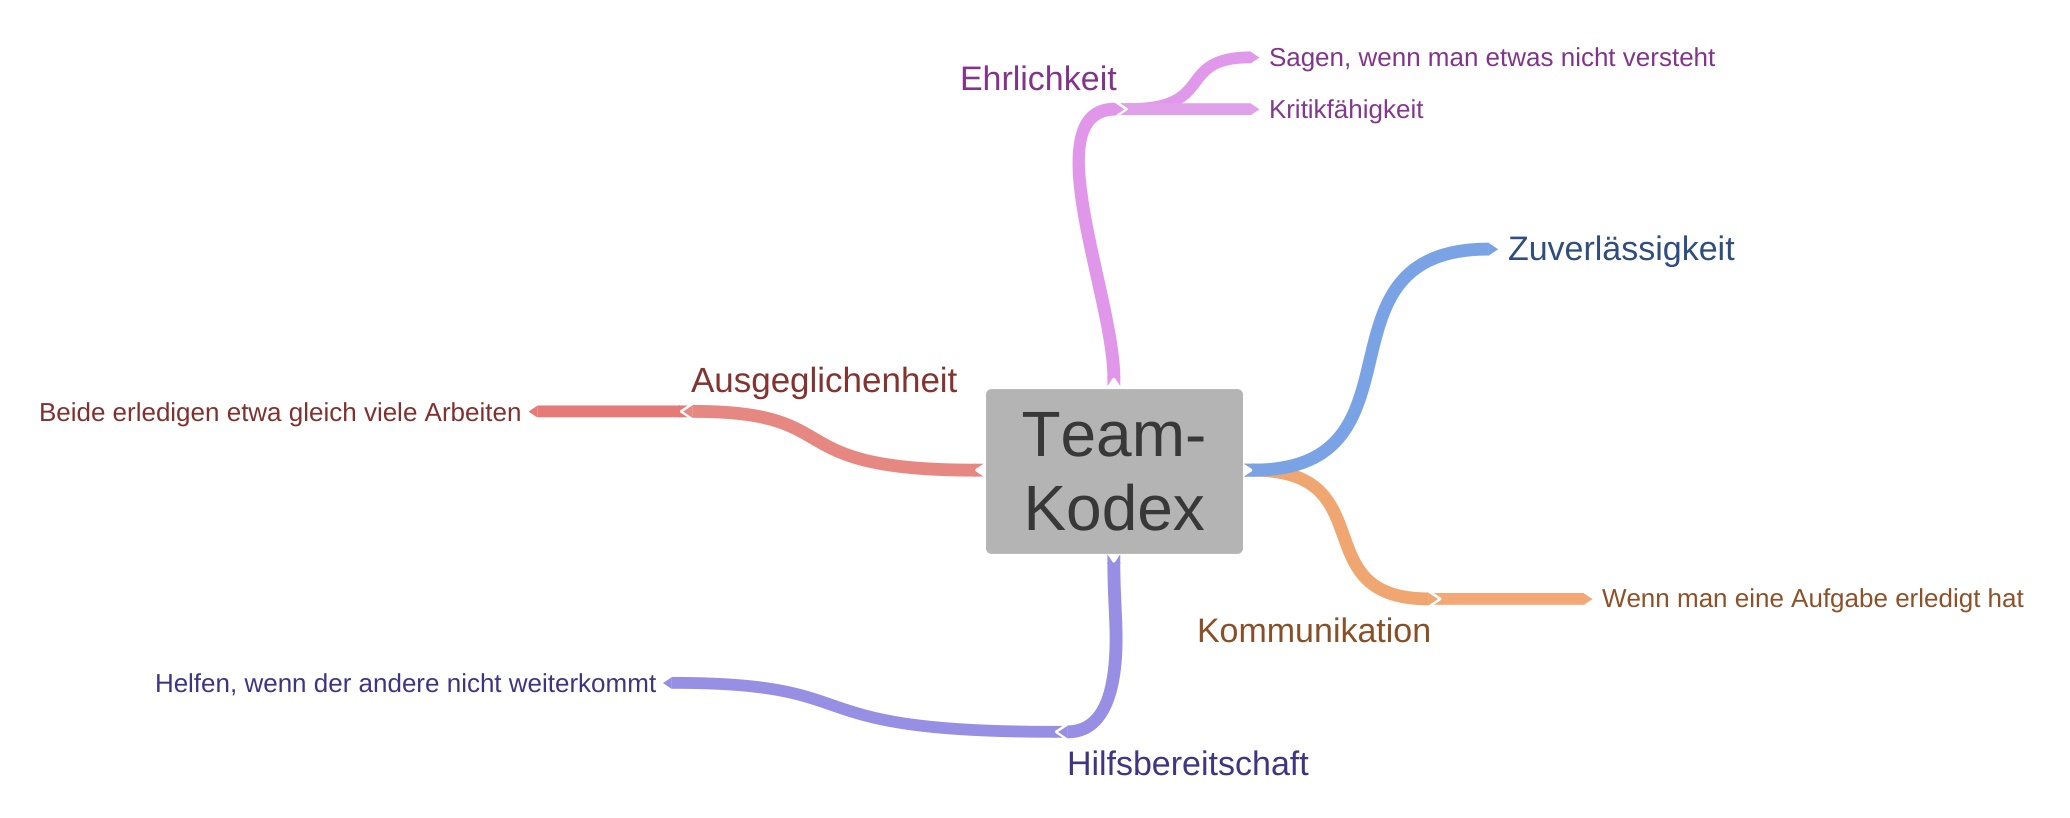 Sagen, wenn man etwas nicht versteht
Ehrlichkeit
Kritikfähigkeit
Zuverlässigkeit
Ausgeglichenheit
Beide erledigen etwa gleich viele Arbeiten
Team-
Kodex
Wenn man eine Aufgabe erledigt hat
Kommunikation
Helfen, wenn der andere nicht weiterkommt
Hilfsbereitschaft